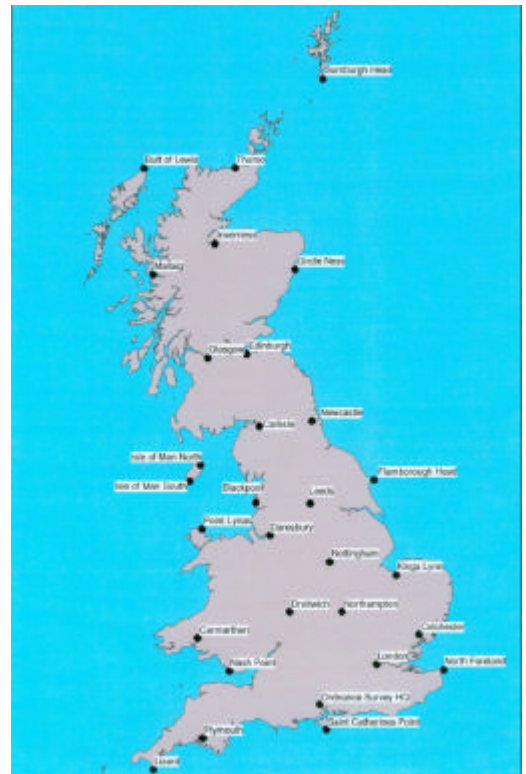 Sumburgh Head
Butt of Lewis
Thurso
Inverness
Girdle Ness
Mallaig
Glasgow
Edinburgh
Newcastle
Carlisle
Isle of Man North
Flamborough Head
Isle of Man South
Blackpool
Leeds
Point Lynas
Daresbury
Nottingham
Kings Lynn
Droitwich
Northampton
Carmarthen
Colchester
London
North Foreland
Nash Point
Ordnance Survey HQ
Saint Catherines Point
Plymouth
Lizard